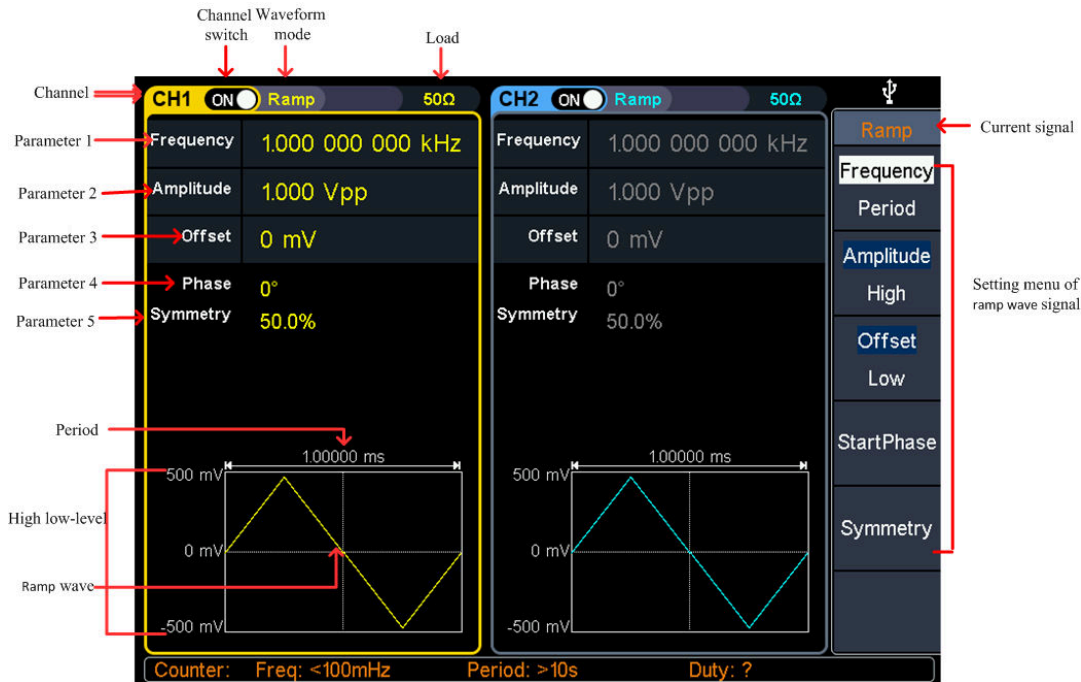 Channel
switch
Waveform
mode
Load
Channel
CH1 ON Ramp 50Ω
CH2 ON Ramp 50Ω
Ramp
Current signal
Parameter 1
Frequency 1.000 000 000 kHz
Frequency 1.000 000 000 kHz
Frequency
Period
Parameter 2
Amplitude 1.000 Vpp
Amplitude 1.000 Vpp
Amplitude
High
Parameter 3
Offset 0 mV
Offset 0 mV
Offset
Low
Parameter 4
Phase 0°
Phase 0°
Setting menu of
ramp wave signal
Parameter 5
Symmetry 50.0%
Symmetry 50.0%
StartPhase
Symmetry
Period
1.00000 ms
1.00000 ms
500 mV
500 mV
High low-level
0 mV
0 mV
Ramp wave
-500 mV
-500 mV
Counter: Freq: <100mHz Period: >10s Duty: ?